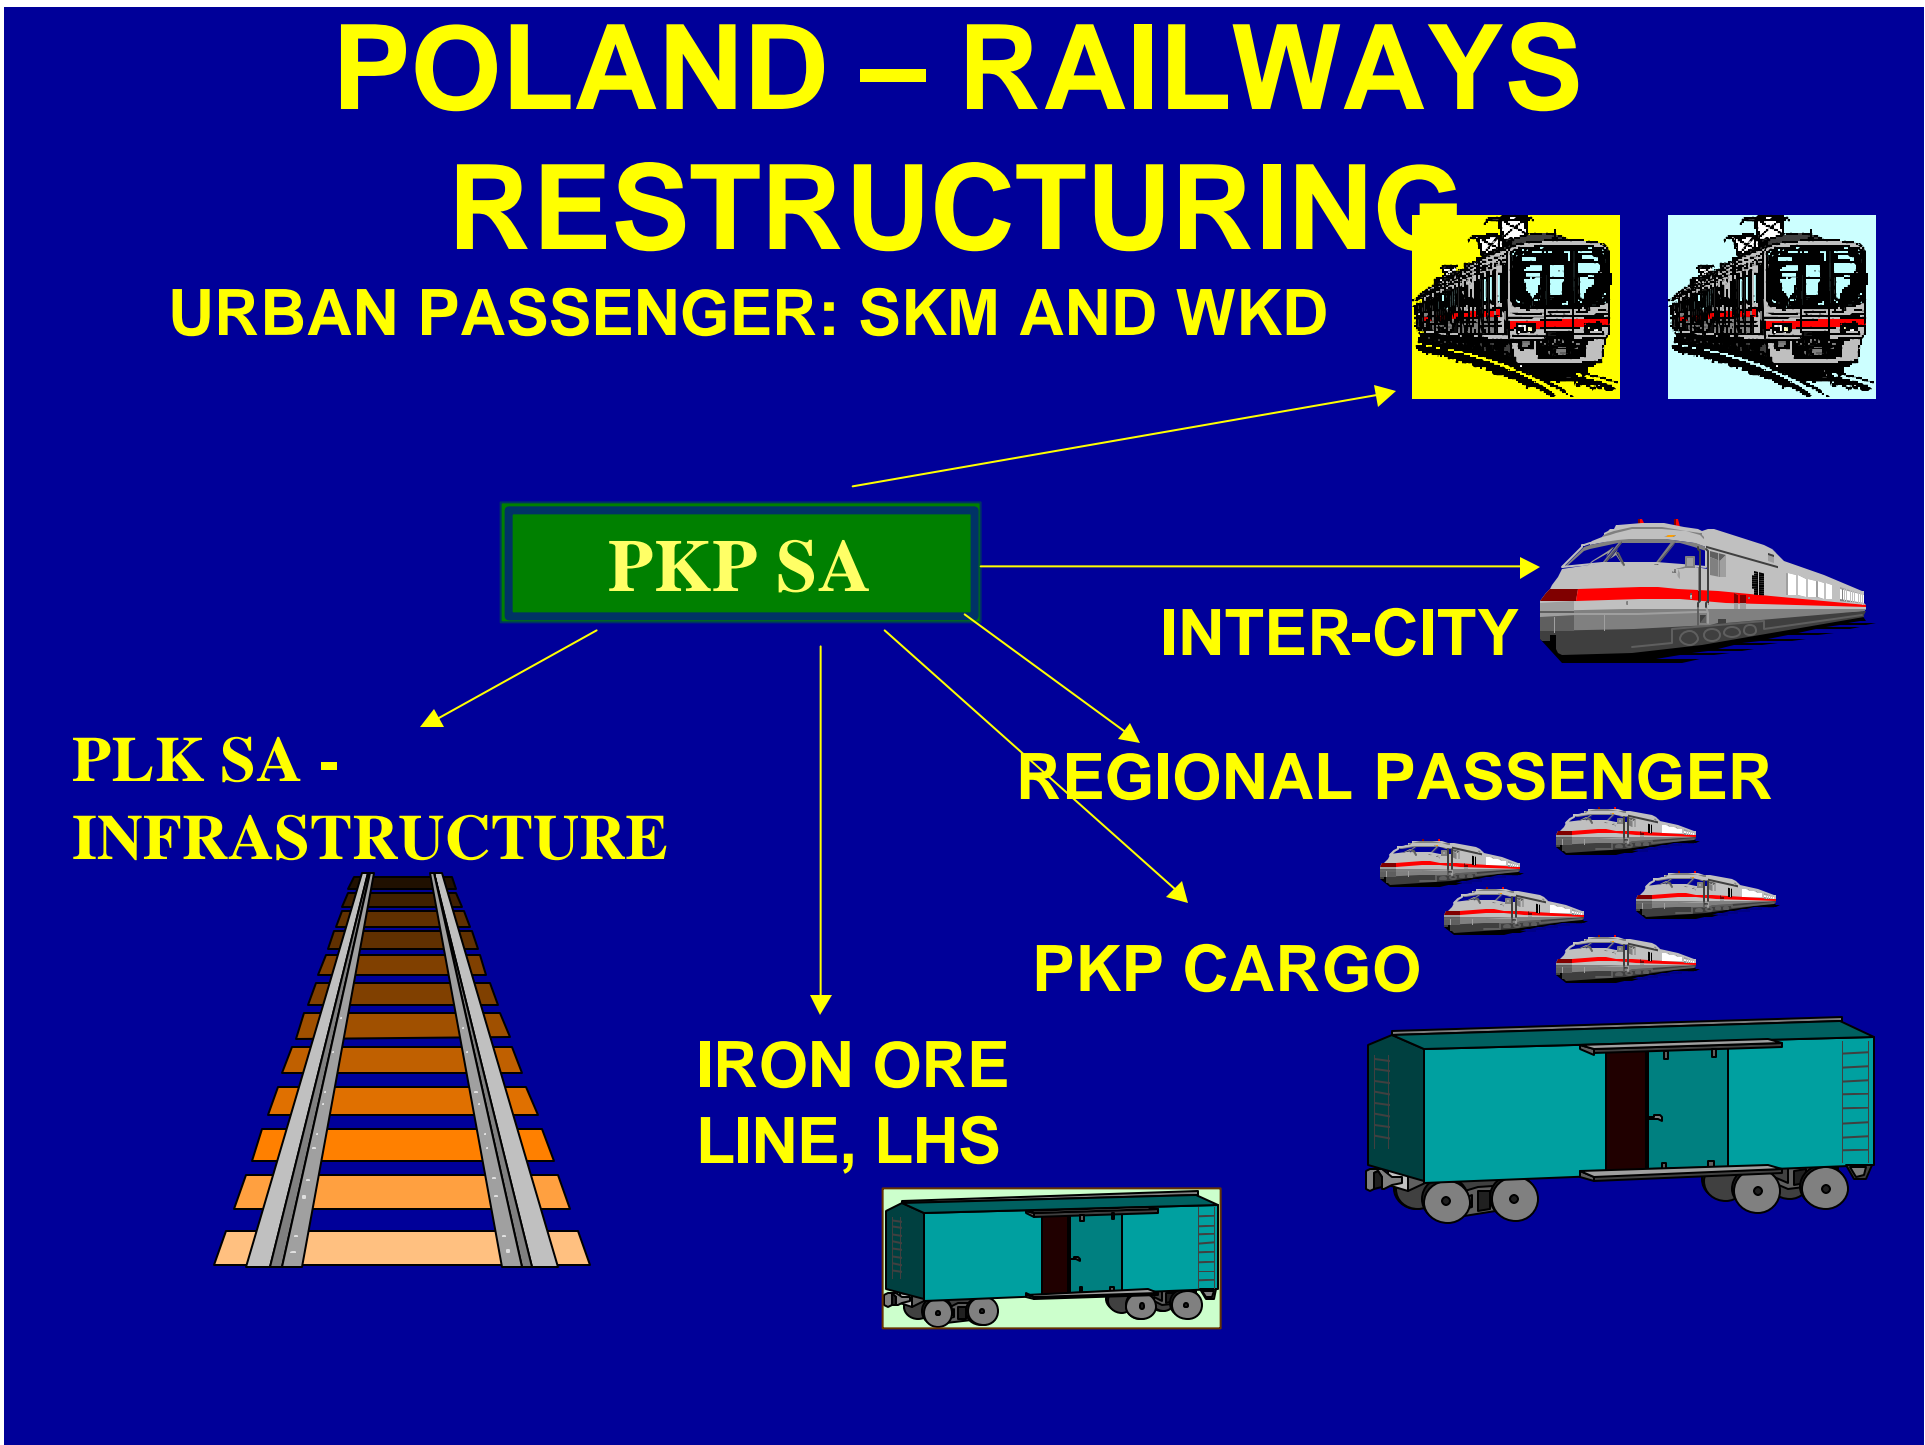 POLAND – RAILWAYS
RESTRUCTURING
URBAN PASSENGER: SKM AND WKD
PKP SA
INTER-CITY
PLK SA -
INFRASTRUCTURE
REGIONAL PASSENGER
PKP CARGO
IRON ORE
LINE, LHS